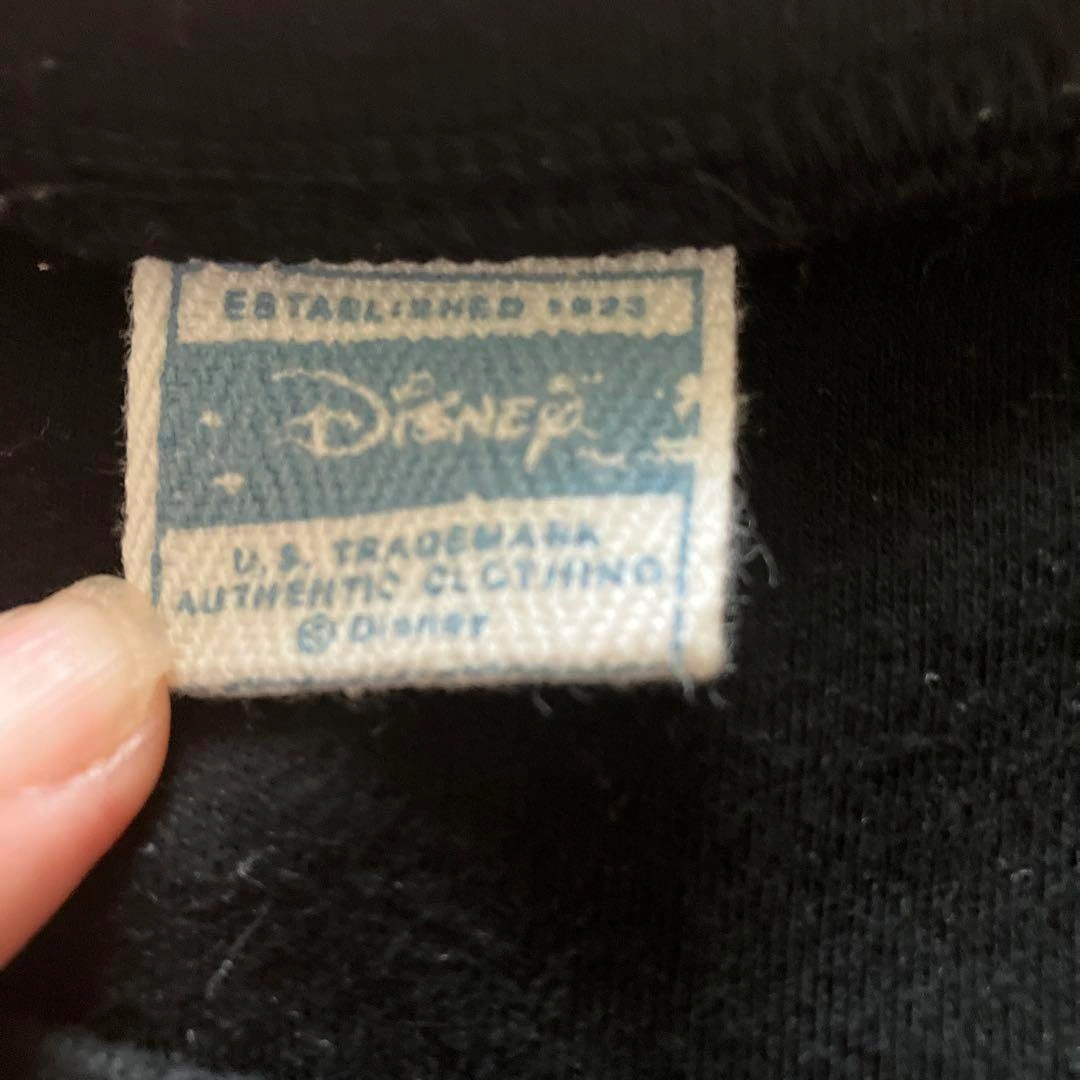 ESTABLISHED 1923
Disney
U.S. TRADEMARK
AUTHENTIC CLOTHING
© Disney